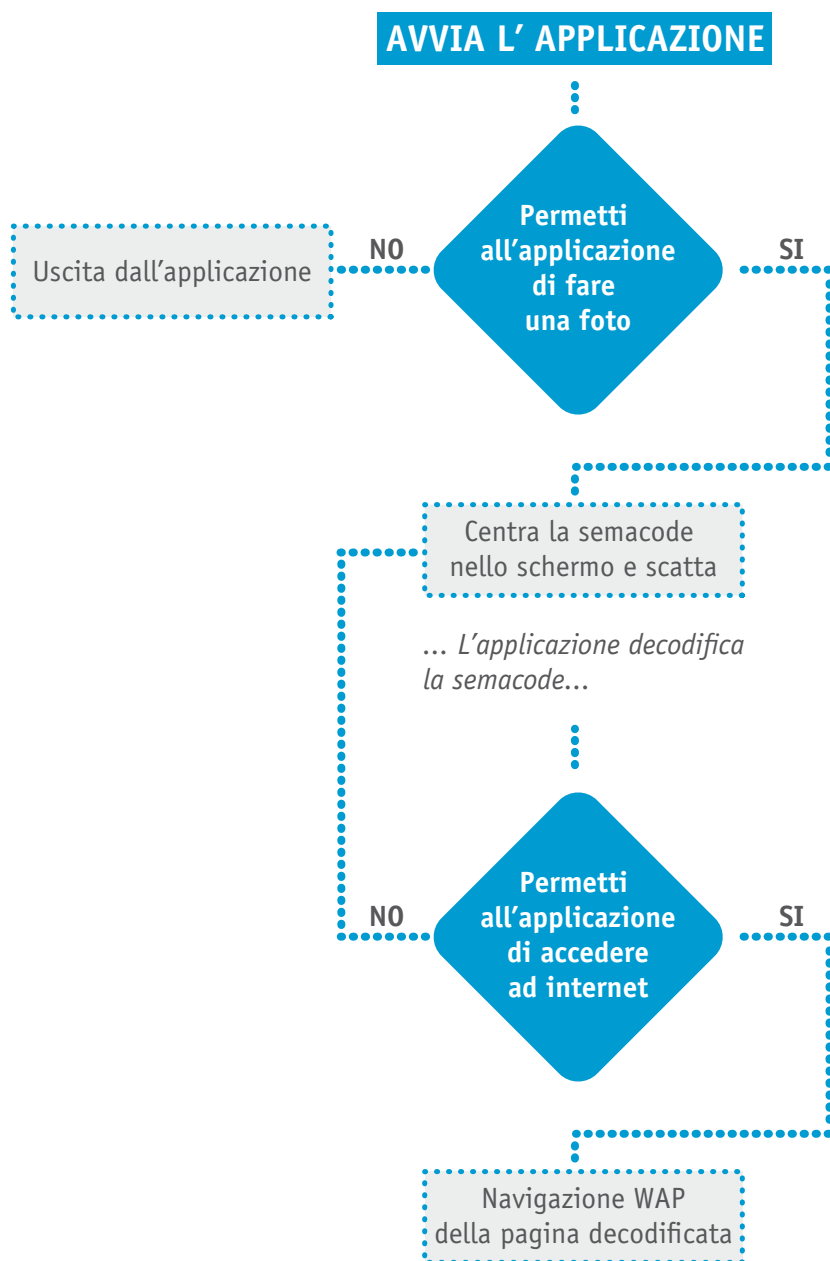 AVVIA L' APPLICAZIONE
Permetti
all'applicazione
di fare
una foto
NO
SI
Uscita dall'applicazione
Centra la semacode
nello schermo e scatta
... L'applicazione decodifica
la semacode...
Permetti
all'applicazione
di accedere
ad internet
NO
SI
Navigazione WAP
della pagina decodificata